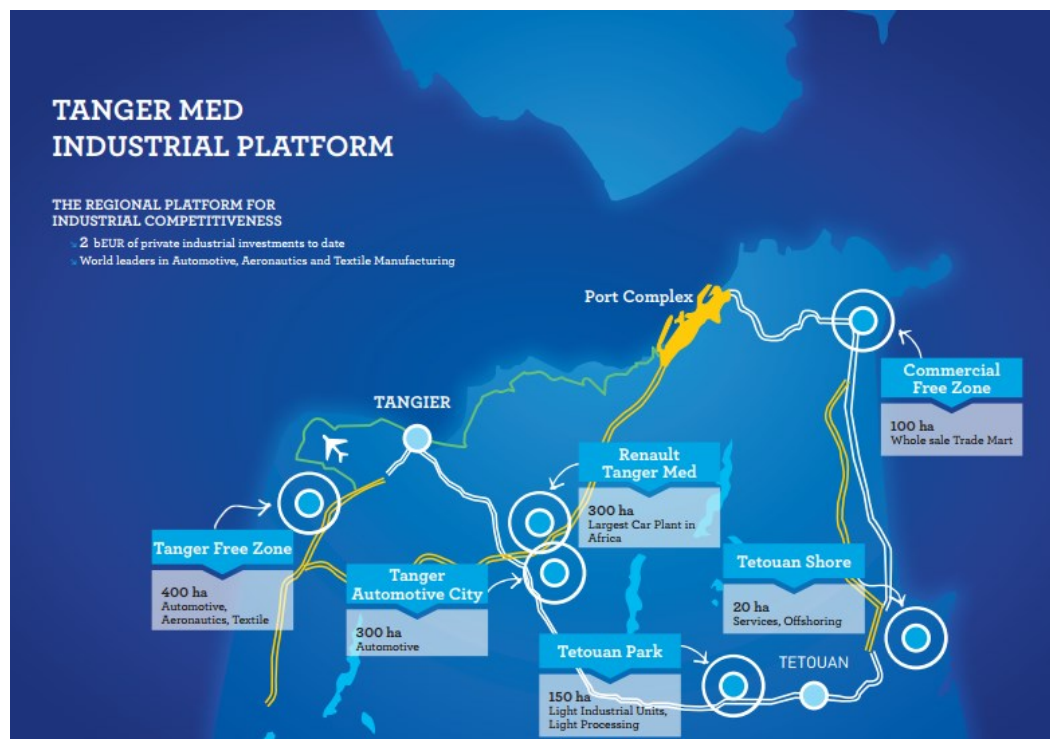 TANGER MED
INDUSTRIAL PLATFORM
THE REGIONAL PLATFORM FOR
INDUSTRIAL COMPETITIVENESS
2 bEUR of private industrial investments to date
World leaders in Automotive, Aeronautics and Textile Manufacturing
Port Complex
Commercial
Free Zone
100 ha
Whole sale Trade Mart
TANGIER
Renault
Tanger Med
300 ha
Largest Car Plant in
Africa
Tanger Free Zone
400 ha
Automotive,
Aeronautics, Textile
Tanger
Automotive City
300 ha
Automotive
Tetouan Shore
20 ha
Services, Offshoring
Tetouan Park
150 ha
Light Industrial Units,
Light Processing
TETOUAN